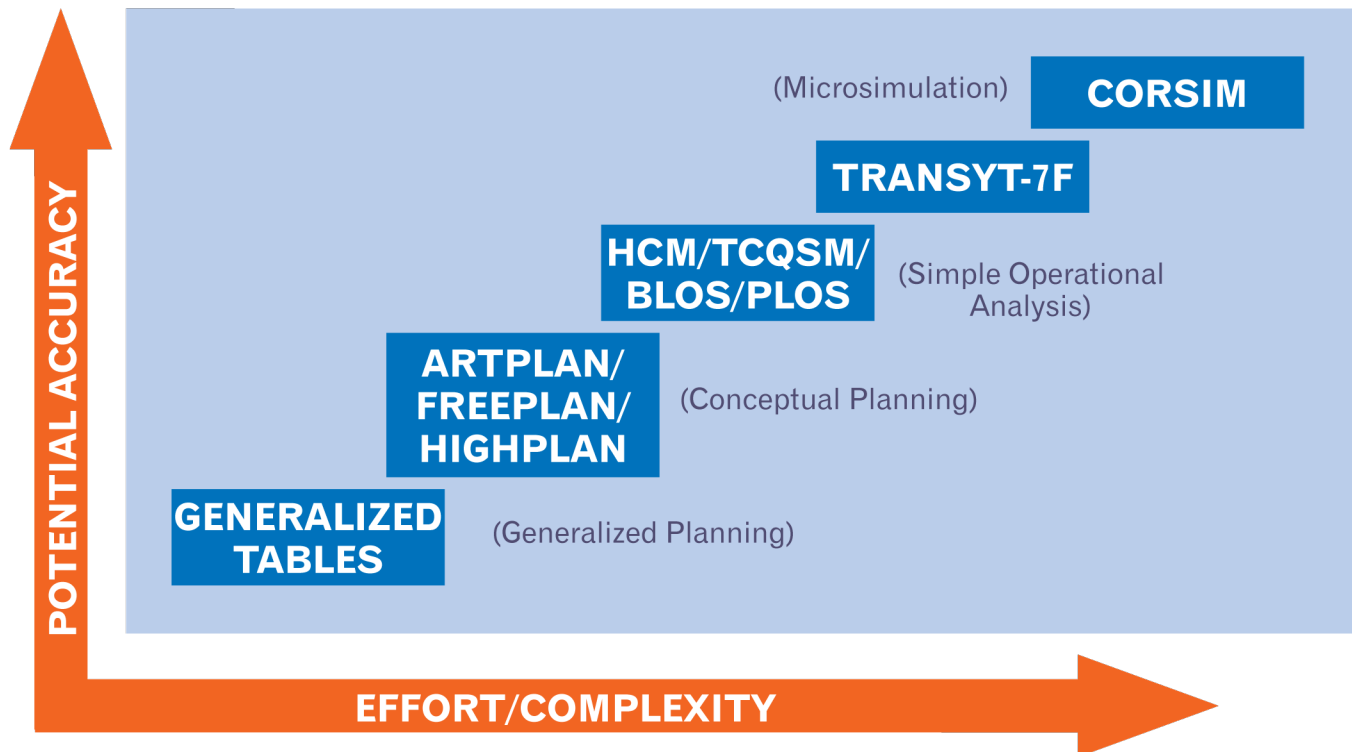 (Microsimulation)
CORSIM
TRANSYT-7F
HCM/TCQSM/
BLOS/PLOS
(Simple Operational
Analysis)
ARTPLAN/
FREEPLAN/
HIGHPLAN
(Conceptual Planning)
GENERALIZED
TABLES
(Generalized Planning)
POTENTIAL ACCURACY
EFFORT/COMPLEXITY